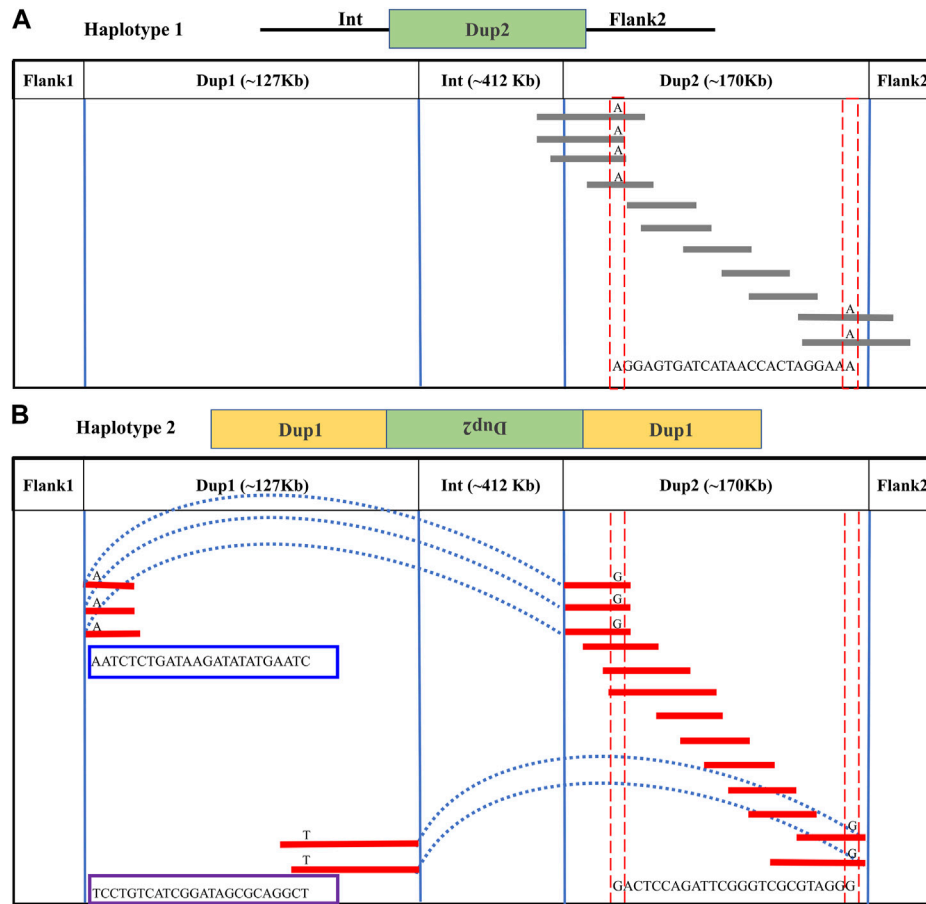 A
Haplotype 1
Int
Dup2
Flank2
Flank1
Dup1 (~127Kb)
Int (~412 Kb)
Dup2 (~170Kb)
Flank2
A
A
A
A
A
A
AGGAGTGATCATAACCACTAGGAAA
B
Haplotype 2
Dup1
Dup2
Dup1
Flank1
Dup1 (~127Kb)
Int (~412 Kb)
Dup2 (~170Kb)
Flank2
A
G
A
G
A
G
AATCTCTGATAAGATATATGAATC
G
T
G
T
TCCTGTCATCGGATAGCGCAGGCT
GACTCCAGATTCGGGTCGCGTAGGG